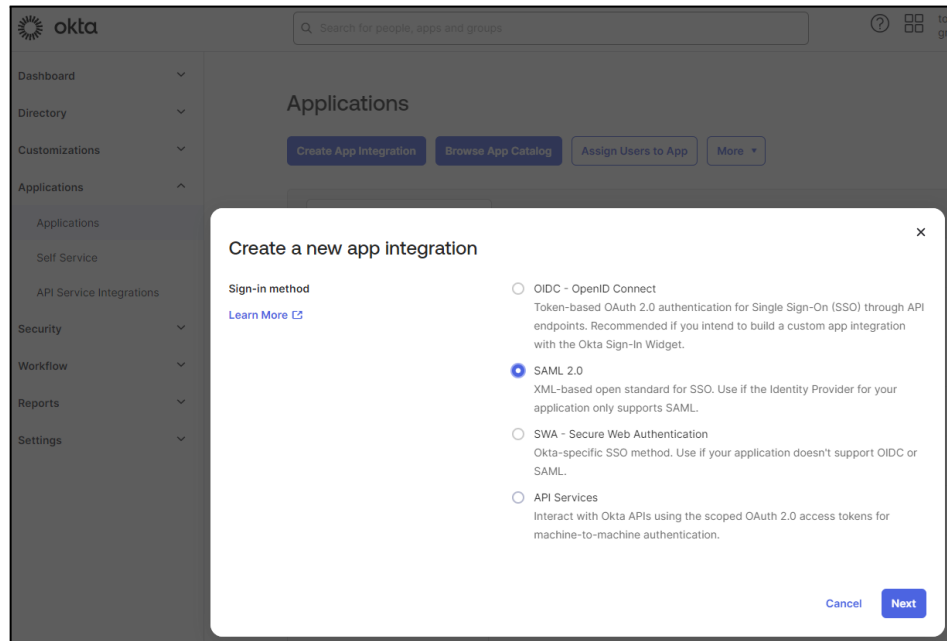 okta
Search for people, apps and groups
Dashboard
Directory
Customizations
Applications
Applications
Self Service
API Service Integrations
Security
Workflow
Reports
Settings
Applications
Create App Integration Browse App Catalog Assign Users to App More
Create a new app integration
Sign-in method
Learn More
OIDC - OpenID Connect
Token-based OAuth 2.0 authentication for Single Sign-On (SSO) through API
endpoints. Recommended if you intend to build a custom app integration
with the Okta Sign-In Widget.
SAML 2.0
XML-based open standard for SSO. Use if the Identity Provider for your
application only supports SAML.
SWA - Secure Web Authentication
Okta-specific SSO method. Use if your application doesn't support OIDC or
SAML.
API Services
Interact with Okta APIs using the scoped OAuth 2.0 access tokens for
machine-to-machine authentication.
Cancel Next